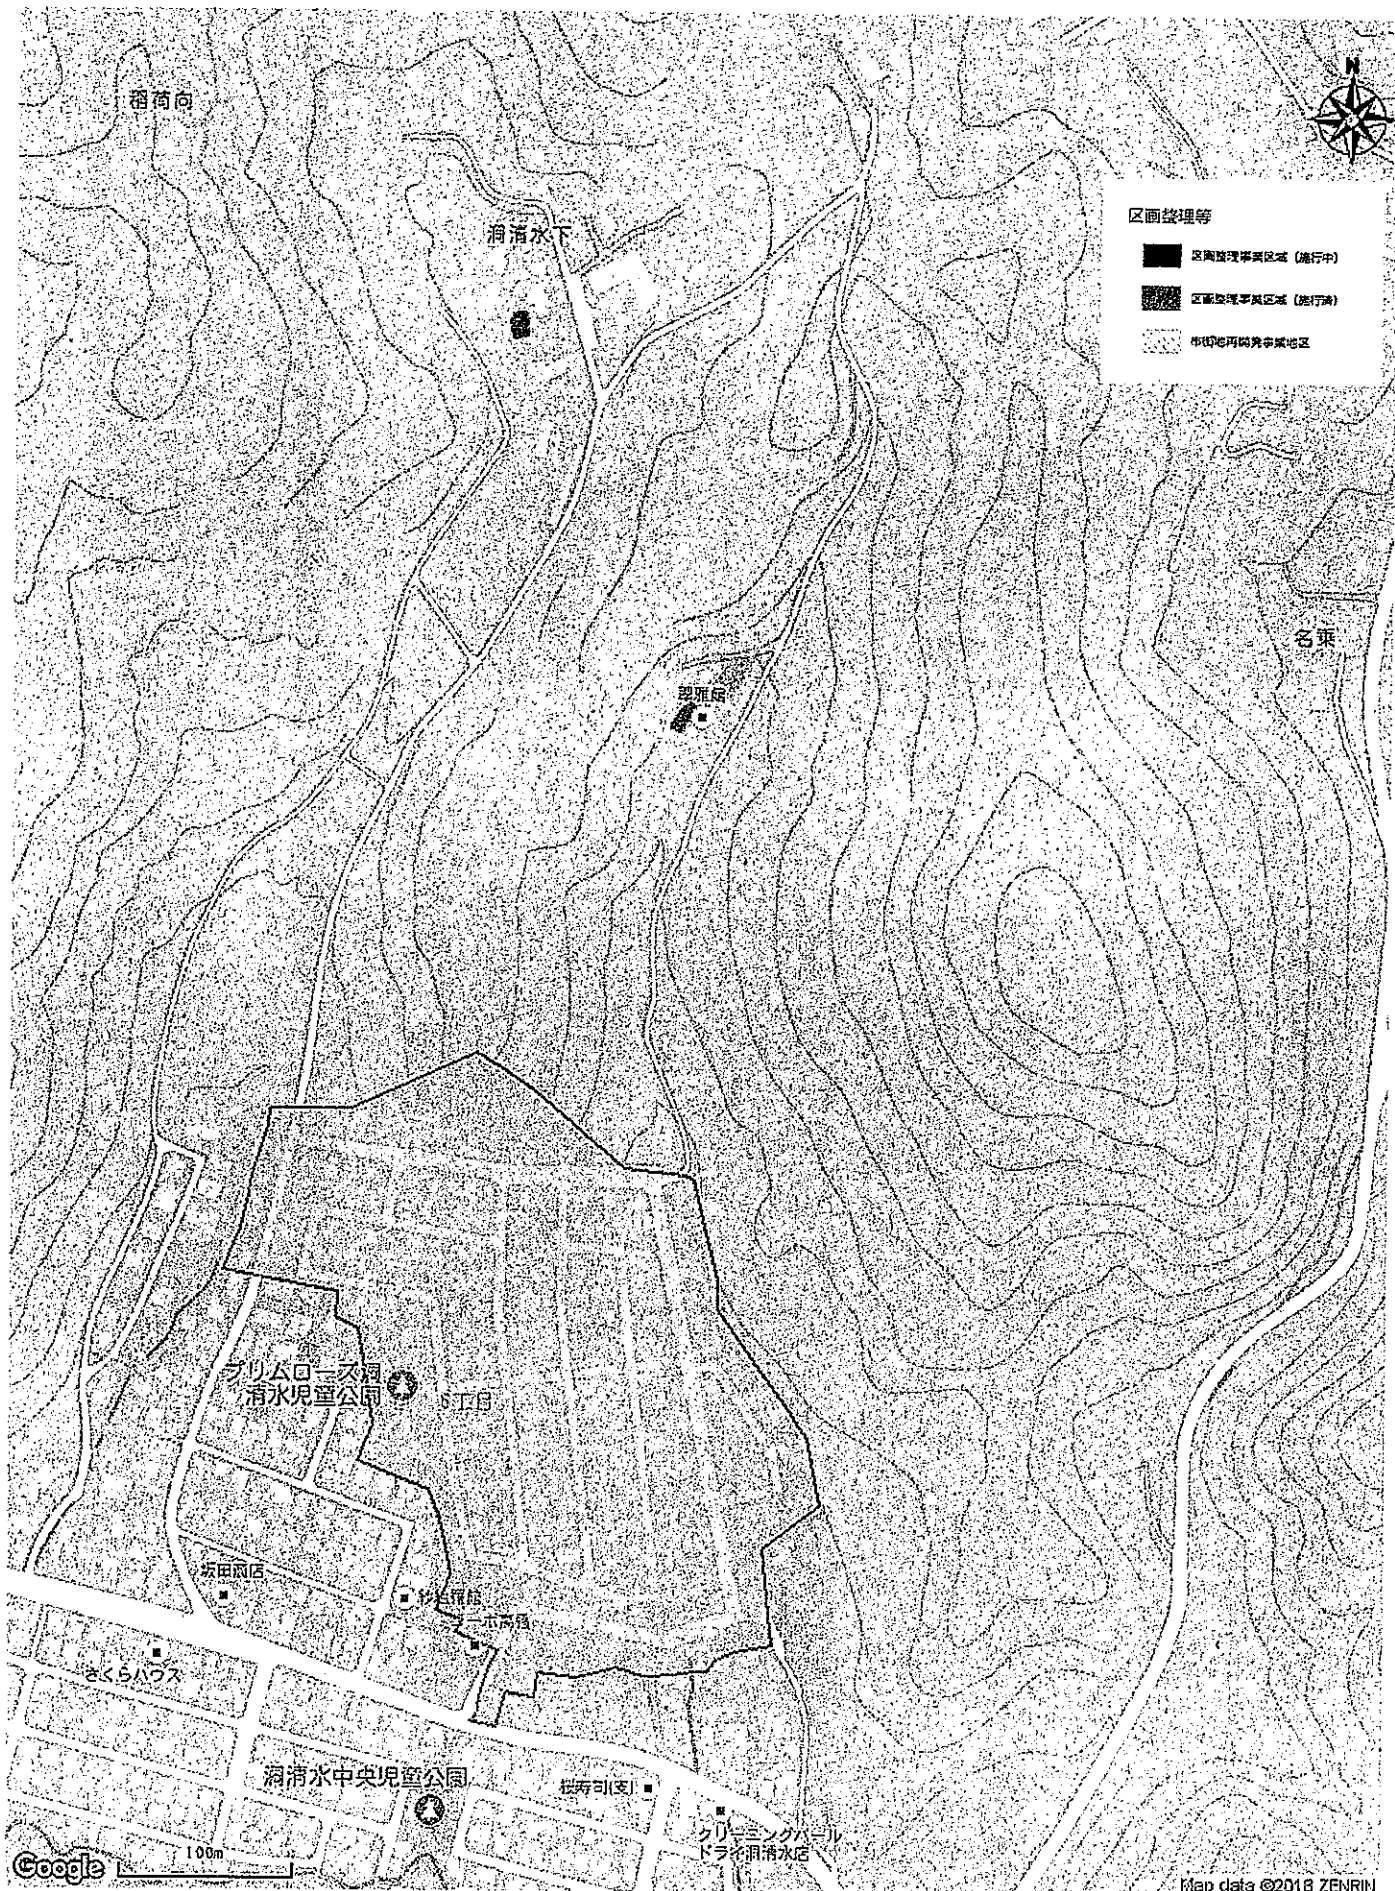 稲荷向
N
洞清水下
区画整理等
区画整理事業区域（施行中）
区画整理事業区域（施行済）
市街地再開発事業地区
名乗
翠雅庭
プリムローズ洞
清水児童公園
6丁目
坂田商店
さくらハウス
洞清水中央児童公園
桜寿司(支)
クリーニングパール
ドライ洞清水店
100m
Google
Map data ©2018 ZENRIN